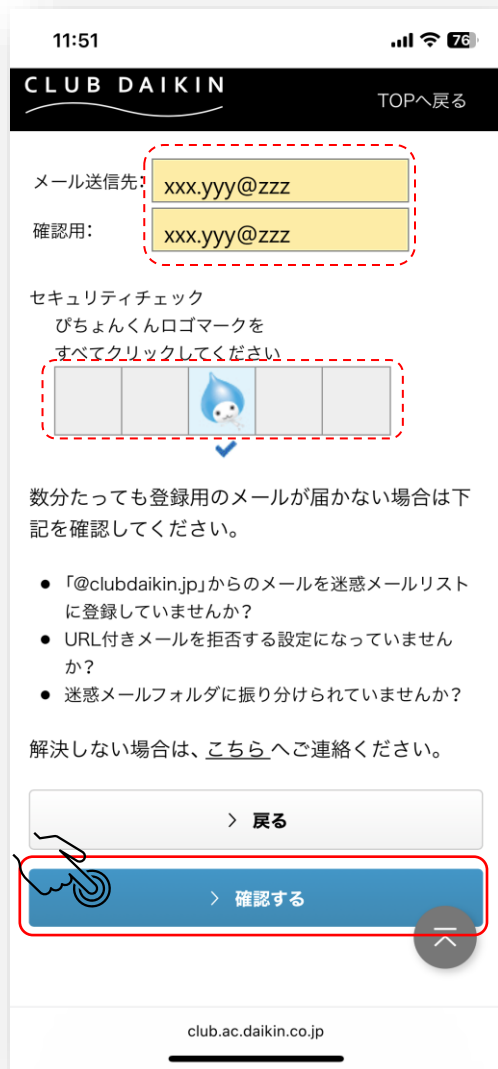 11:51
76
CLUB DAIKIN
TOPへ戻る
メール送信先:
xxx.yyy@zzz
確認用:
xxx.yyy@zzz
セキュリティチェック
ぴちょんくんロゴマークを
すべてクリックしてください
数分たっても登録用のメールが届かない場合は下
記を確認してください。
● 「@clubdaikin.jp」からのメールを迷惑メールリスト
に登録していませんか?
● URL付きメールを拒否する設定になっていません
か?
● 迷惑メールフォルダに振り分けられていませんか?
解決しない場合は、こちら へご連絡ください。
> 戻る
> 確認する
club.ac.daikin.co.jp